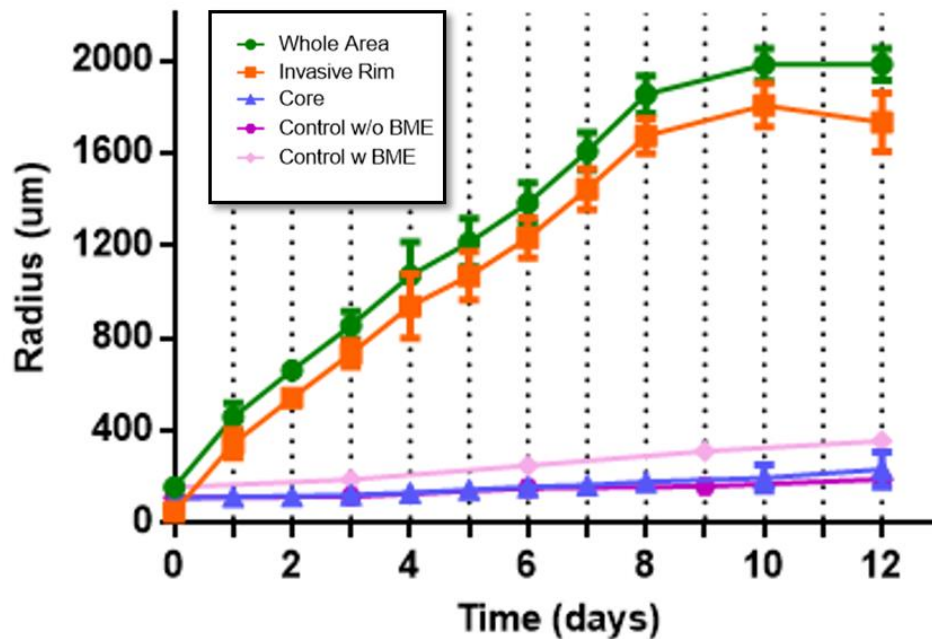 Whole Area
Invasive Rim
Core
Control w/o BME
Control w BME
2000
1600
1200
800
400
0
Radius (um)
0 2 4 6 8 10 12
Time (days)